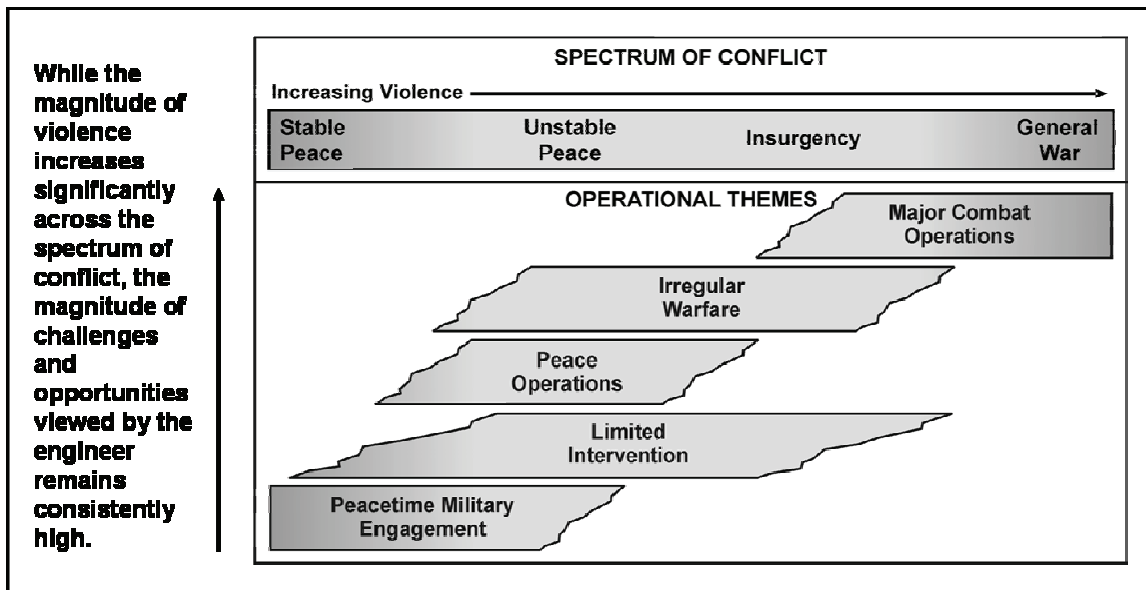 While the
magnitude of
violence
increases
significantly
across the
spectrum of
conflict, the
magnitude of
challenges
and
opportunities
viewed by the
engineer
remains
consistently
high.
SPECTRUM OF CONFLICT
Increasing Violence
Stable
Peace
Unstable
Peace
Insurgency
General
War
OPERATIONAL THEMES
Major Combat
Operations
Irregular
Warfare
Peace
Operations
Limited
Intervention
Peacetime Military
Engagement